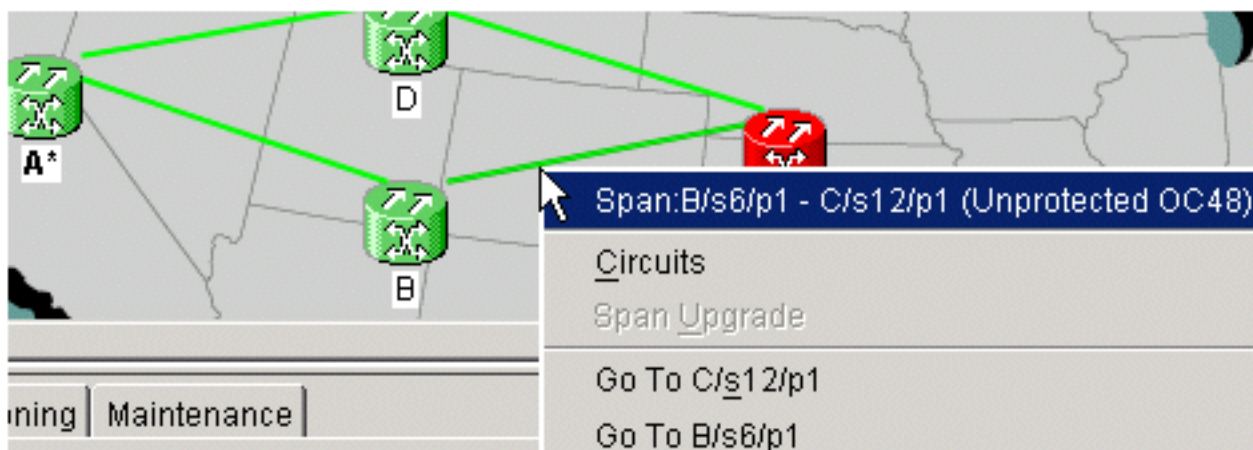 D
A*
Span:B/s6/p1 - C/s12/p1 (Unprotected OC48)
B
Circuits
Span Upgrade
Go To C/s12/p1
oning Maintenance
Go To B/s6/p1